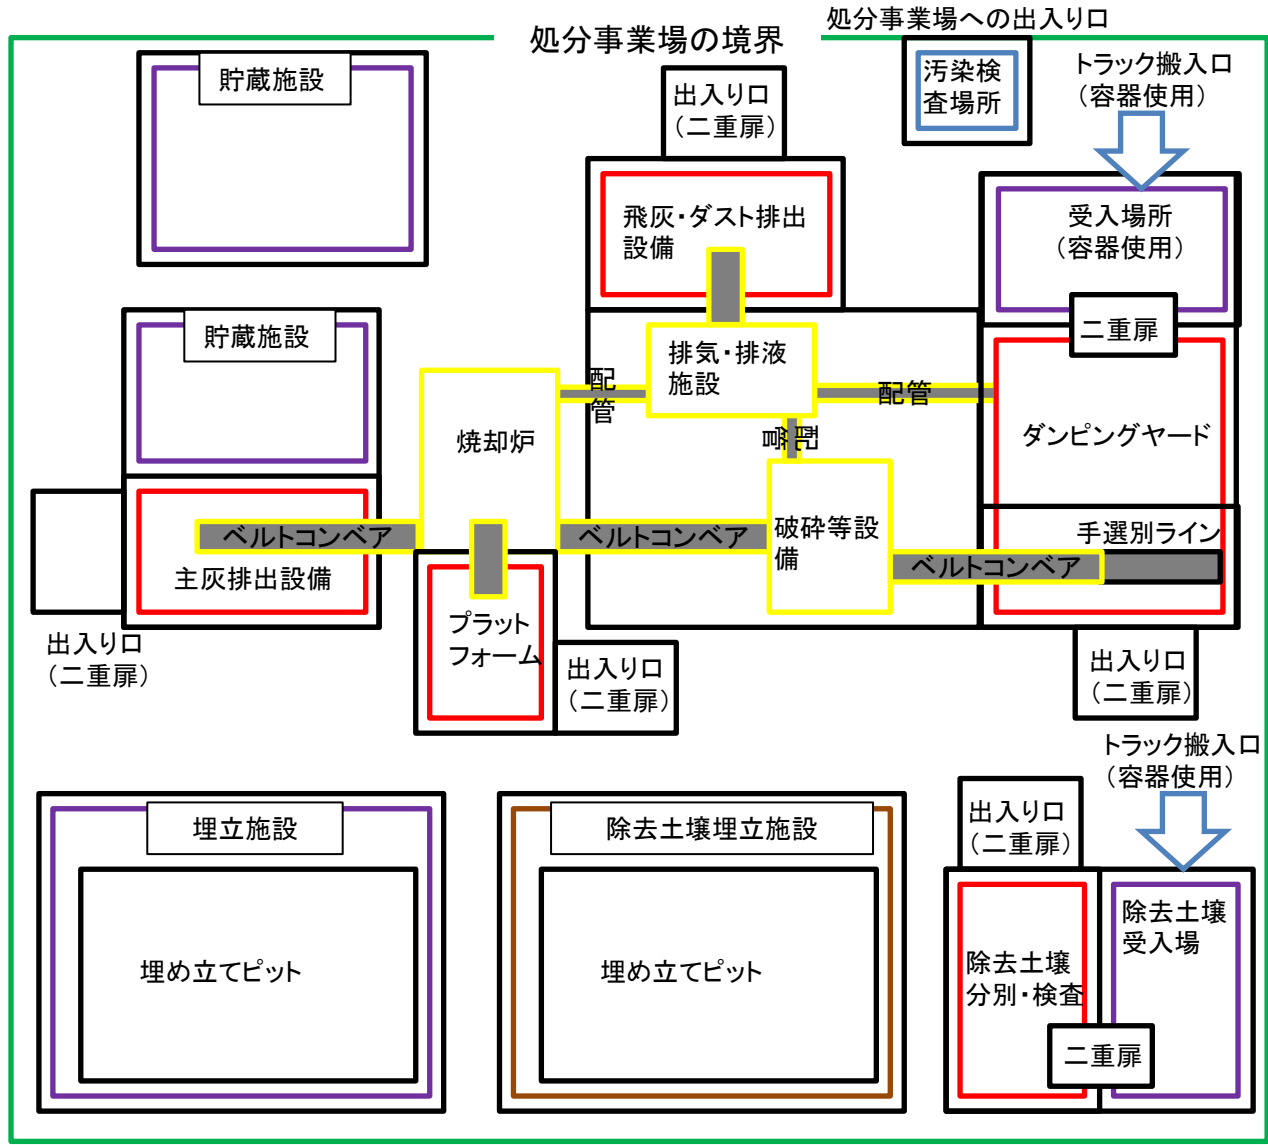 処分事業場への出入り口
処分事業場の境界
貯蔵施設
出入り口
（二重扉）
汚染検
査場所
トラック搬入口
（容器使用）
飛灰・ダスト排出
設備
受入場所
（容器使用）
二重扉
貯蔵施設
排気・排液
施設
配
管
配管
配管
焼却炉
ダンピングヤード
ベルトコンベア
ベルトコンベア
破砕等設
備
手選別ライン
ベルトコンベア
主灰排出設備
プラット
フォーム
出入り口
（二重扉）
出入り口
（二重扉）
出入り口
（二重扉）
トラック搬入口
（容器使用）
埋立施設
除去土壌埋立施設
出入り口
（二重扉）
埋め立てピット
埋め立てピット
除去土壌
分別・検査
除去土壌
受入場
二重扉